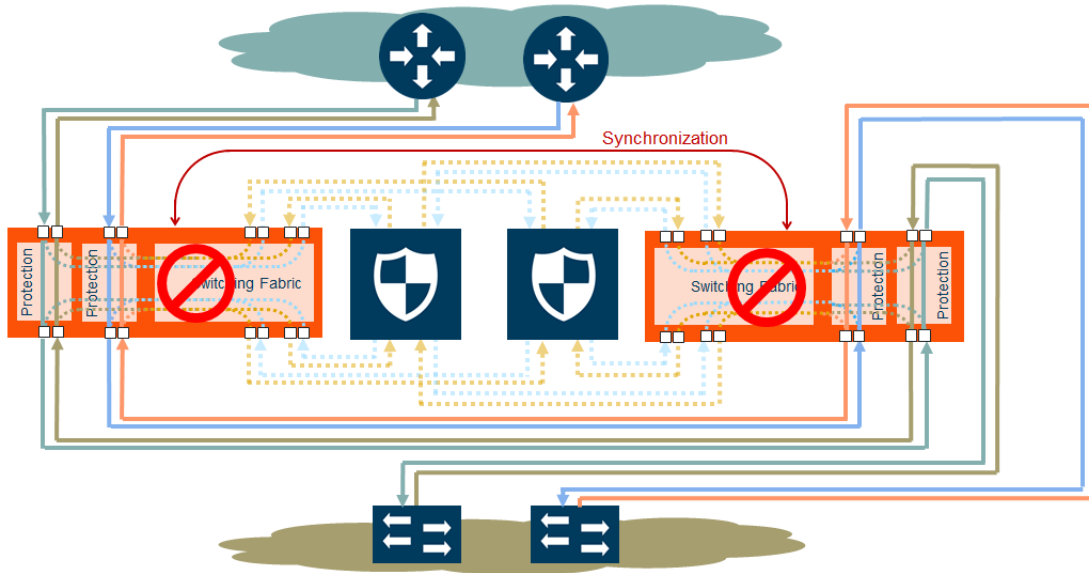 Synchronization
Protection
Protection
Switching Fabric
Switching Fabric
Protection
Protection